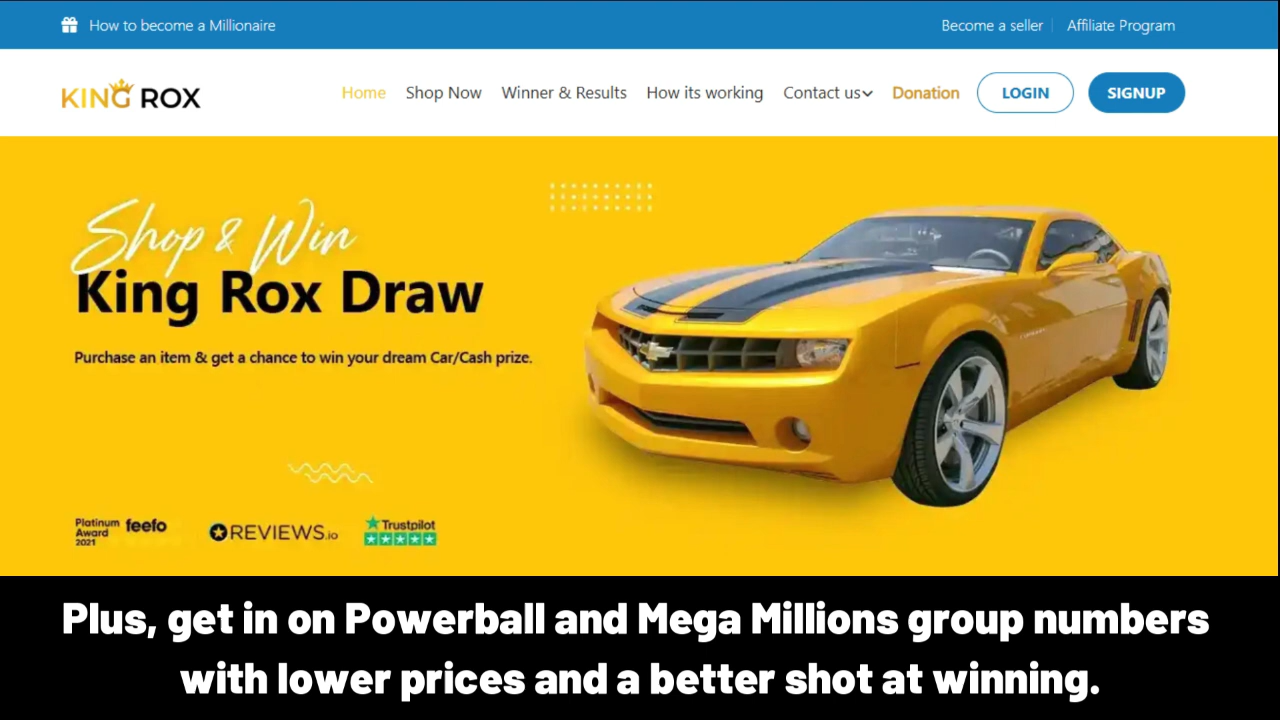 How to become a Millionaire
Become a seller
Affiliate Program
KING ROX
Home
Shop Now
Winner & Results
How its working
Contact us
Donation
LOGIN
SIGNUP
Shop & Win
King Rox Draw
Purchase an item & get a chance to win your dream Car/Cash prize.
Platinum
Award
2021
feefo
REVIEWS.io
Trustpilot
Plus, get in on Powerball and Mega Millions group numbers
with lower prices and a better shot at winning.